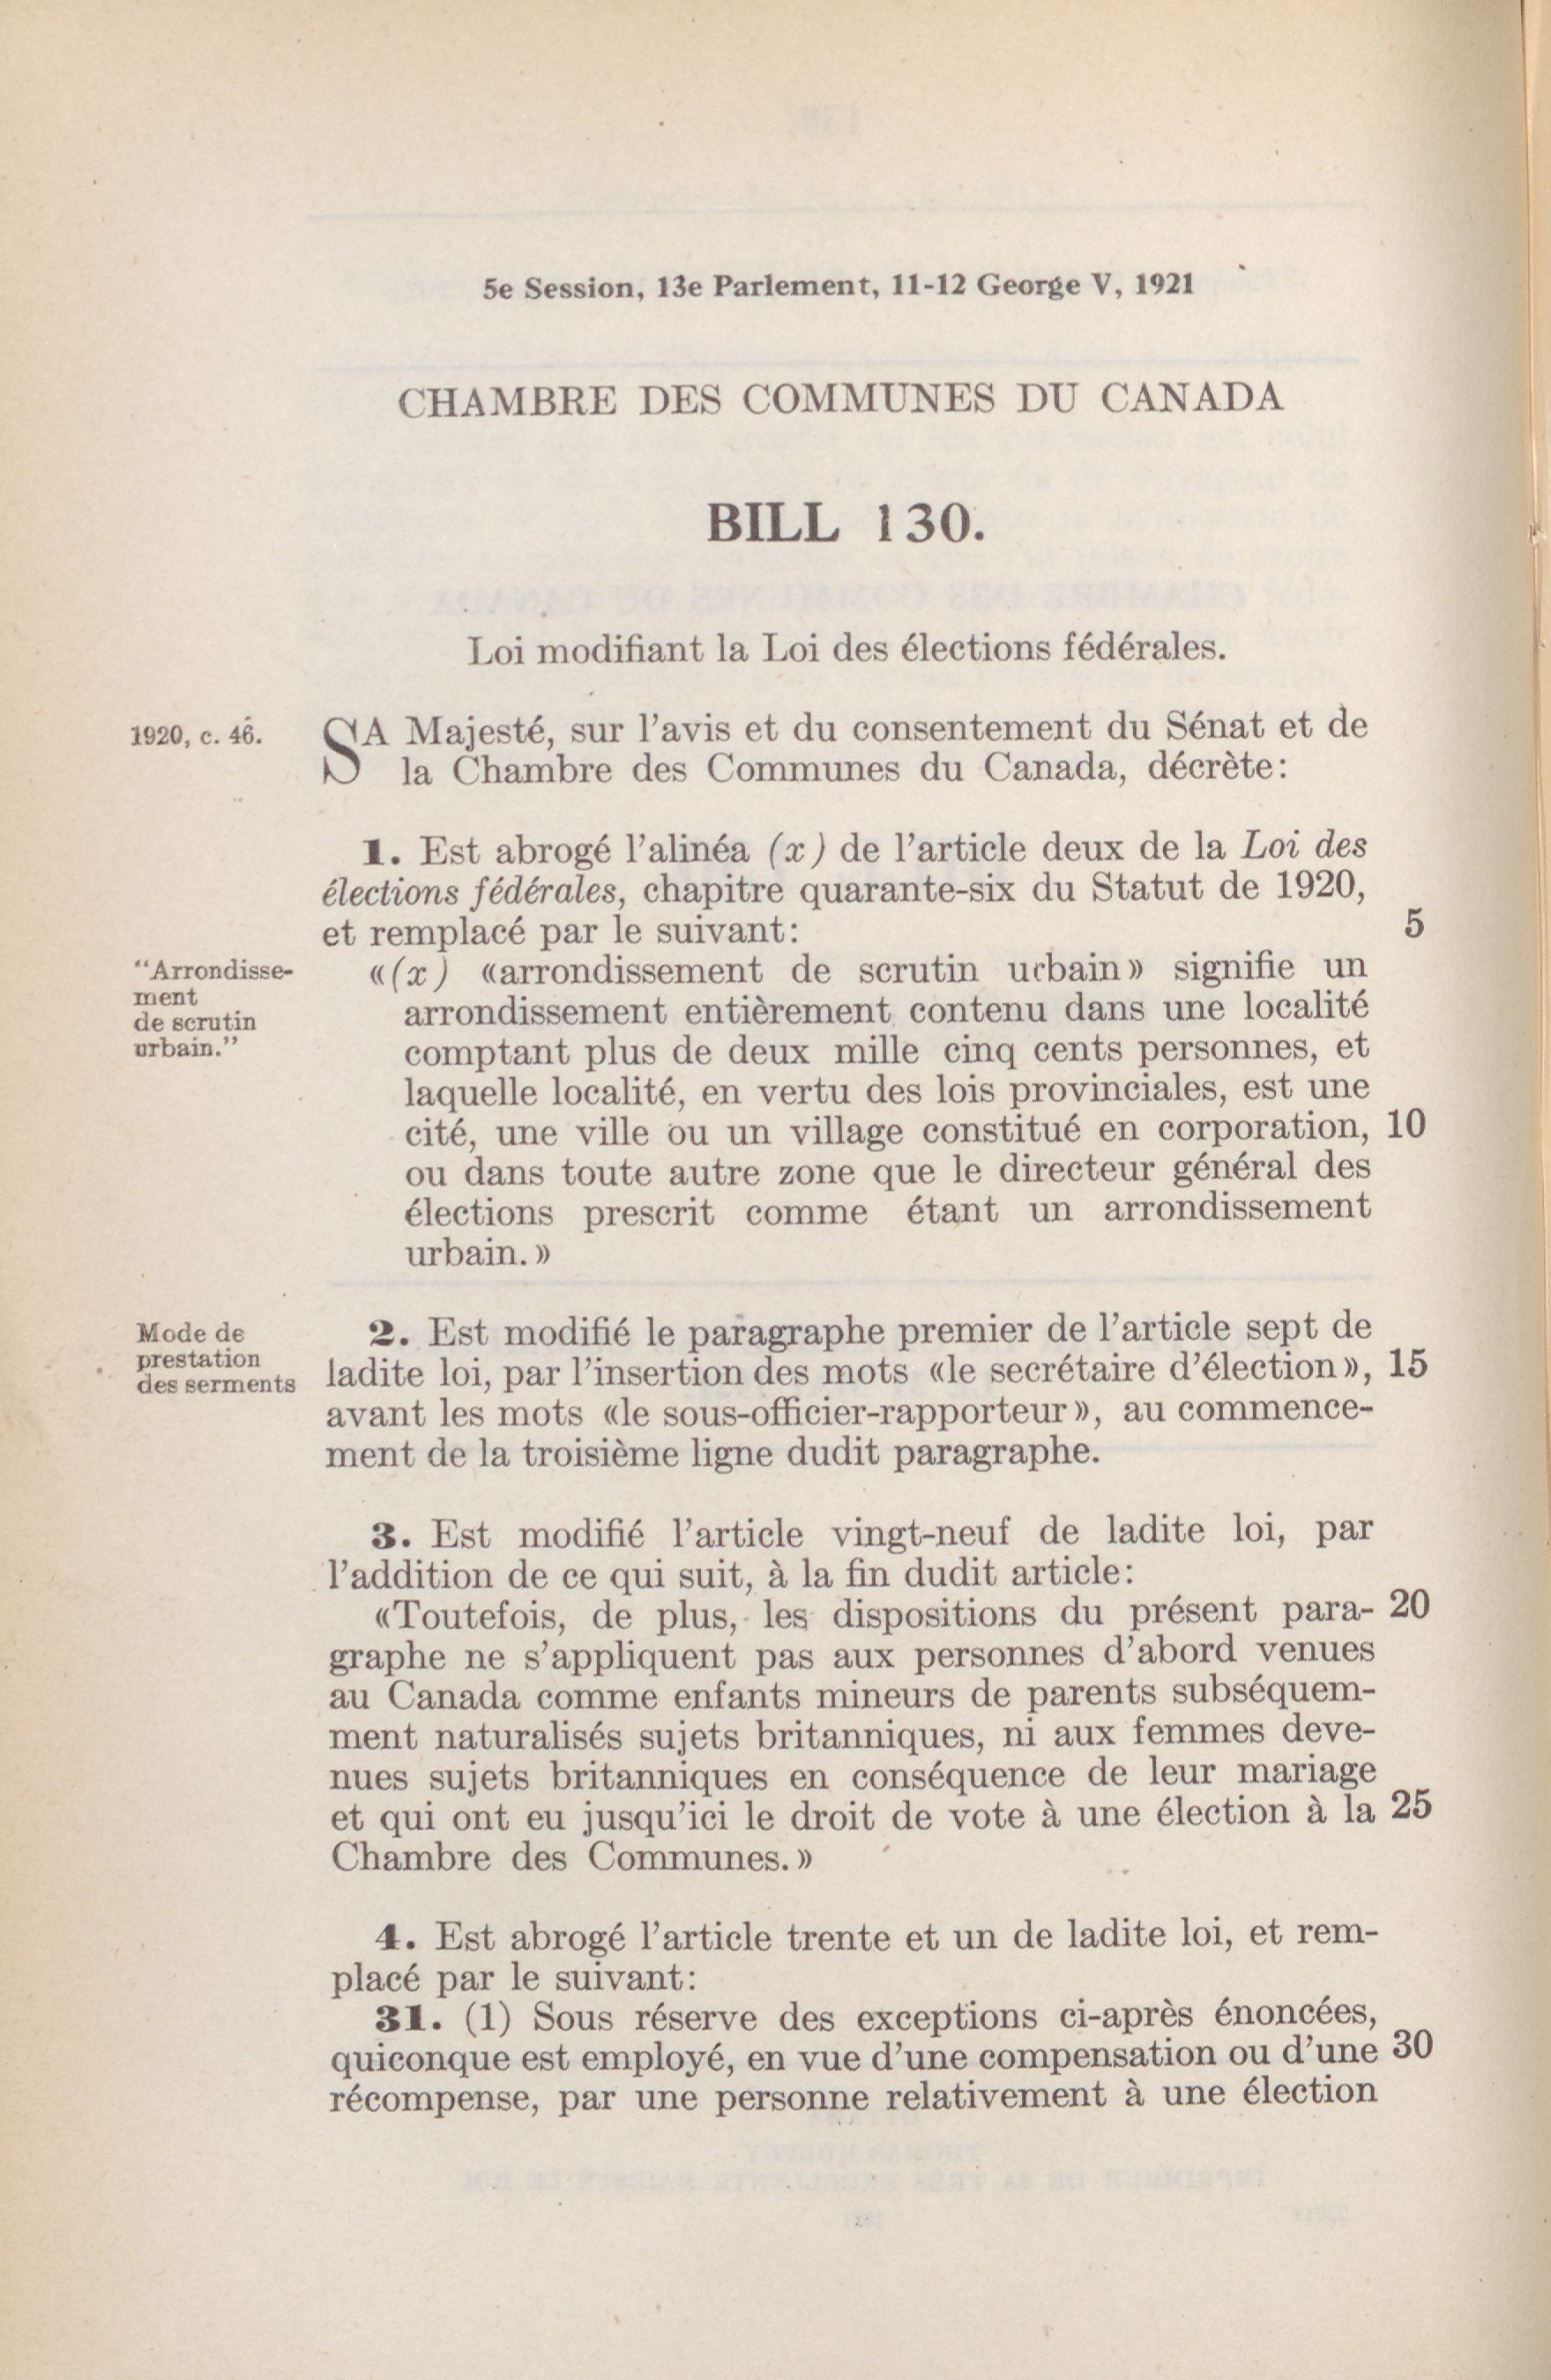 5e Session, 13e Parlement, 11-12 George V, 1921
CHAMBRE DES COMMUNES DU CANADA
BILL 130.
Loi modifiant la Loi des élections fédérales.
1920, c. 46.
SA Majesté, sur l'avis et du consentement du Sénat et de
la Chambre des Communes du Canada, décrète:
1. Est abrogé l'alinéa (x) de l'article deux de la Loi des
élections fédérales, chapitre quarante-six du Statut de 1920,
et remplacé par le suivant: 5
"Arrondisse-
ment
de scrutin
urbain."
«(x) «arrondissement de scrutin urbain» signifie un
arrondissement entièrement contenu dans une localité
comptant plus de deux mille cinq cents personnes, et
laquelle localité, en vertu des lois provinciales, est une
cité, une ville ou un village constitué en corporation, 10
ou dans toute autre zone que le directeur général des
élections prescrit comme étant un arrondissement
urbain.»
Mode de
prestation
des serments
2. Est modifié le paragraphe premier de l'article sept de
ladite loi, par l'insertion des mots «le secrétaire d'élection», 15
avant les mots «le sous-officier-rapporteur», au commence-
ment de la troisième ligne dudit paragraphe.
3. Est modifié l'article vingt-neuf de ladite loi, par
l'addition de ce qui suit, à la fin dudit article:
«Toutefois, de plus, les dispositions du présent para- 20
graphe ne s'appliquent pas aux personnes d'abord venues
au Canada comme enfants mineurs de parents subséquem-
ment naturalisés sujets britanniques, ni aux femmes deve-
nues sujets britanniques en conséquence de leur mariage
et qui ont eu jusqu'ici le droit de vote à une élection à la 25
Chambre des Communes.»
4. Est abrogé l'article trente et un de ladite loi, et rem-
placé par le suivant:
31. (1) Sous réserve des exceptions ci-après énoncées,
quiconque est employé, en vue d'une compensation ou d'une 30
récompense, par une personne relativement à une élection